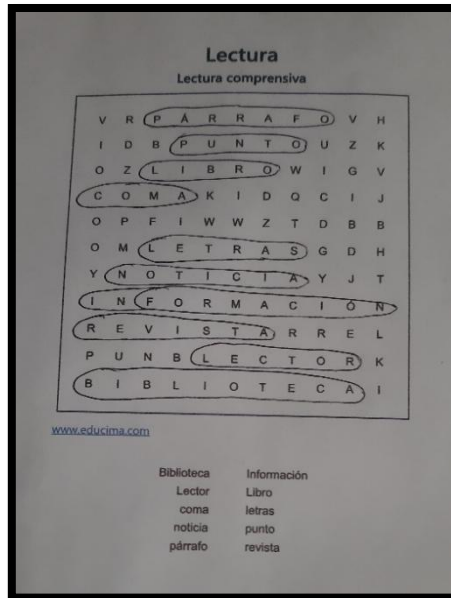 Lectura
Lectura comprensiva
V R P Á R R A F O V H
I D B P U N T O U Z K
O Z L I B R O W I G V
C O M A K I D Q C I J
O P F I W W Z T D B B
O M L E T R A S G D H
Y N O T I C I A Y J T
I N F O R M A C I Ó N
R E V I S T A R R E L
P U N B L E C T O R K
B I B L I O T E C A I
www.educima.com
Biblioteca Información
Lector Libro
coma letras
noticia punto
párrafo revista